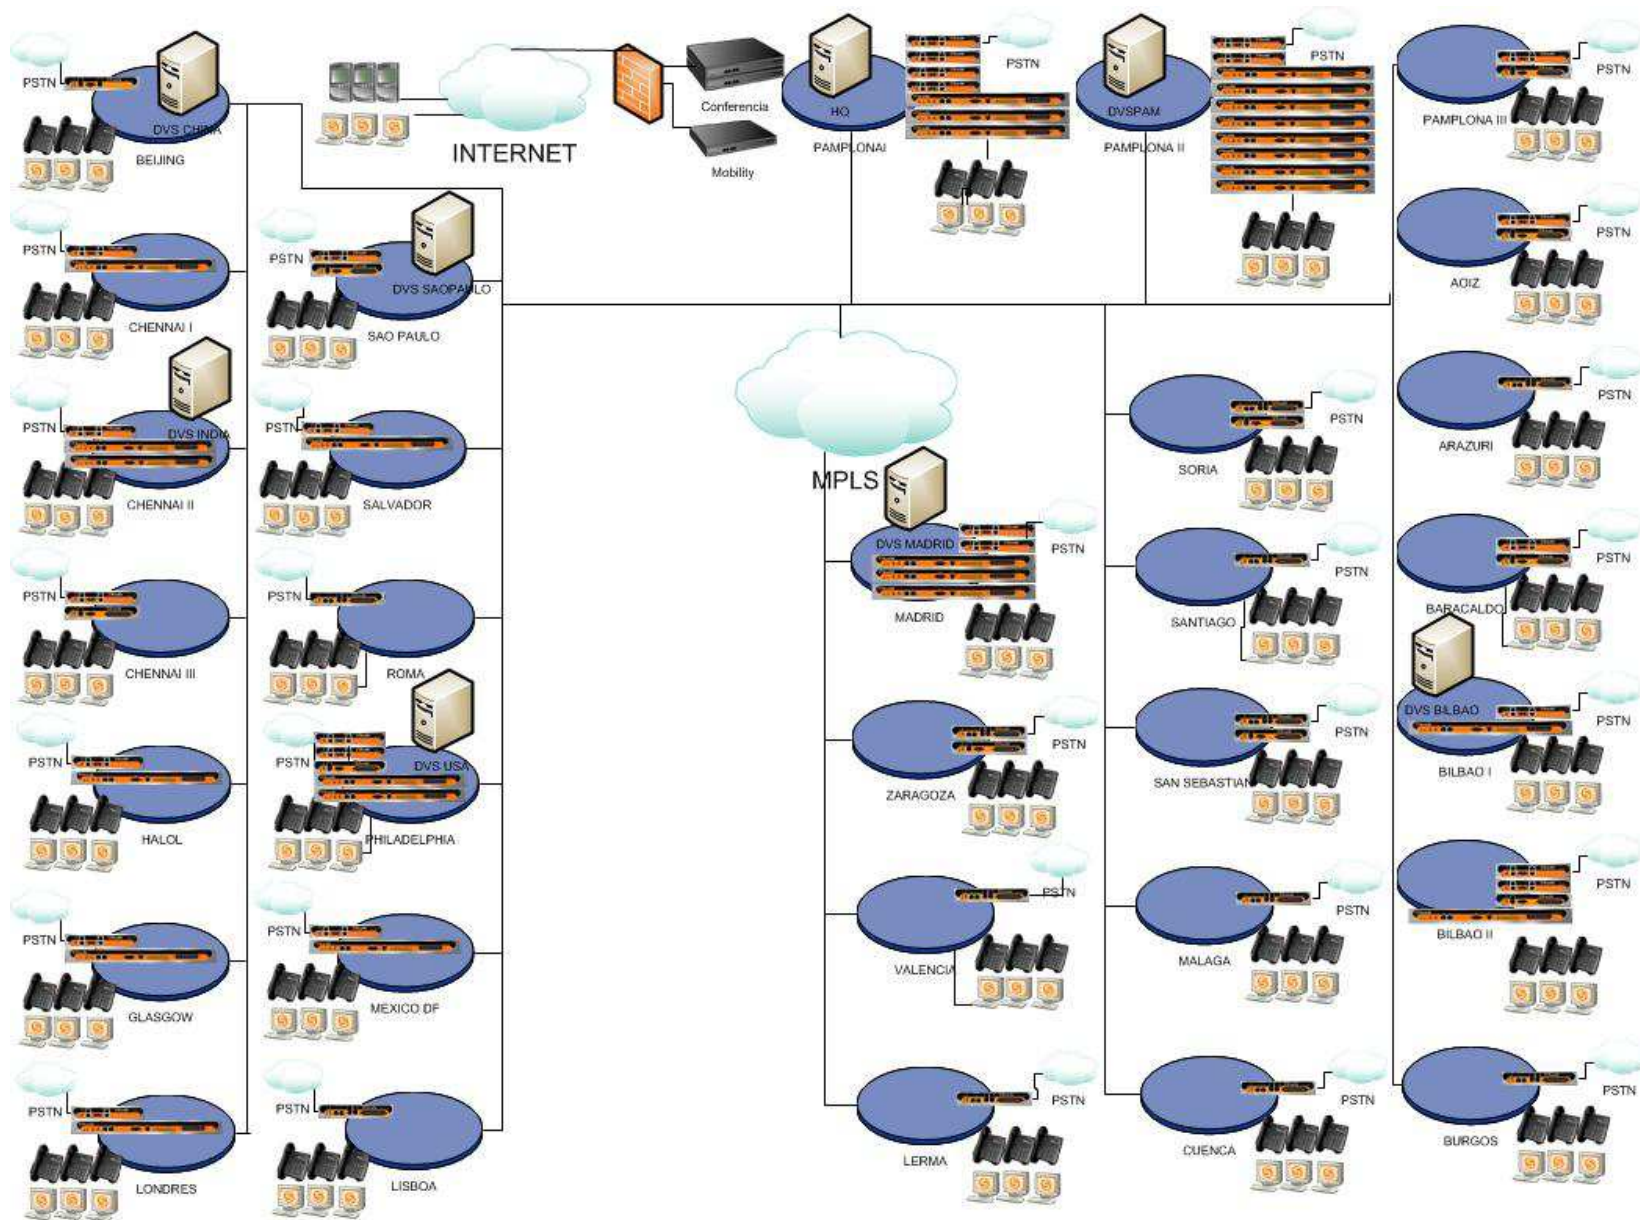 PSTN
DVS CHINA
BEIJING
INTERNET
Conferencia
Mobility
HQ
PAMPLONAI
PSTN
DVSPAM
PAMPLONA II
PSTN
PSTN
PAMPLONA III
PSTN
CHENNAI I
PSTN
DVS SAOPAULO
SAO PAULO
PSTN
AOIZ
PSTN
DVS INDIA
CHENNAI II
PSTN
SALVADOR
MPLS
PSTN
SORIA
PSTN
ARAZURI
PSTN
CHENNAI III
PSTN
ROMA
DVS MADRID
PSTN
MADRID
PSTN
SANTIAGO
PSTN
BARACALDO
PSTN
HALOL
PSTN
DVS USA
PHILADELPHIA
PSTN
ZARAGOZA
PSTN
SAN SEBASTIAN
DVS BILBAO
PSTN
BILBAO I
PSTN
GLASGOW
PSTN
MEXICO DF
PSTN
VALENCIA
PSTN
MALAGA
PSTN
BILBAO II
PSTN
LONDRES
PSTN
LISBOA
PSTN
LERMA
PSTN
CUENCA
PSTN
BURGOS